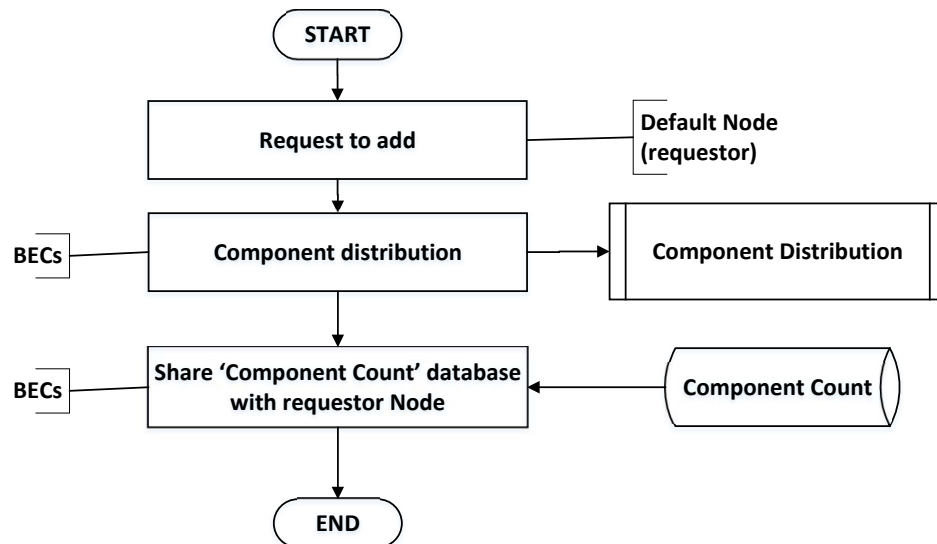 START
Request to add
Default Node
(requestor)
BECs
Component distribution
Component Distribution
BECs
Share ‘Component Count’ database
with requestor Node
Component Count
END